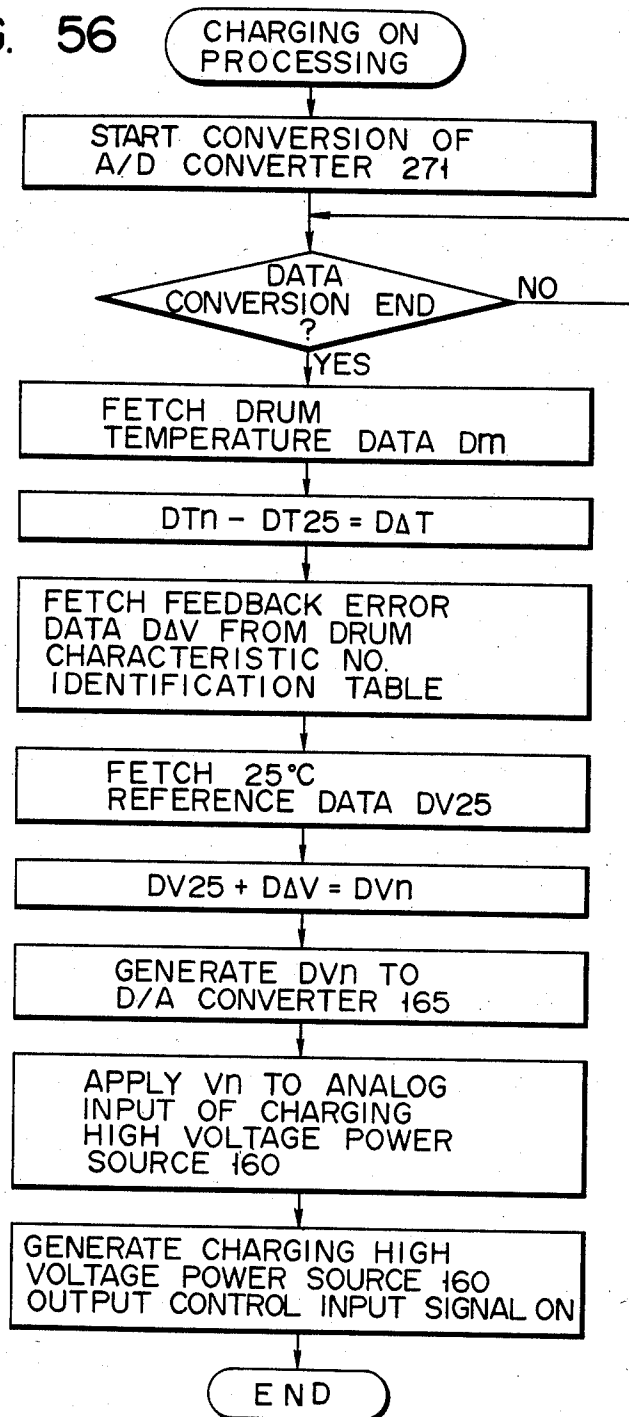 G. 56
CHARGING ON
PROCESSING
START CONVERSION OF
A/D CONVERTER 271
DATA
CONVERSION END
?
NO
YES
FETCH DRUM
TEMPERATURE DATA Dm
DTn - DT25 = DΔT
FETCH FEEDBACK ERROR
DATA DΔV FROM DRUM
CHARACTERISTIC NO.
IDENTIFICATION TABLE
FETCH 25°C
REFERENCE DATA DV25
DV25 + DΔV = DVn
GENERATE DVn TO
D/A CONVERTER 165
APPLY Vn TO ANALOG
INPUT OF CHARGING
HIGH VOLTAGE POWER
SOURCE 160
GENERATE CHARGING HIGH
VOLTAGE POWER SOURCE 160
OUTPUT CONTROL INPUT SIGNAL ON
END